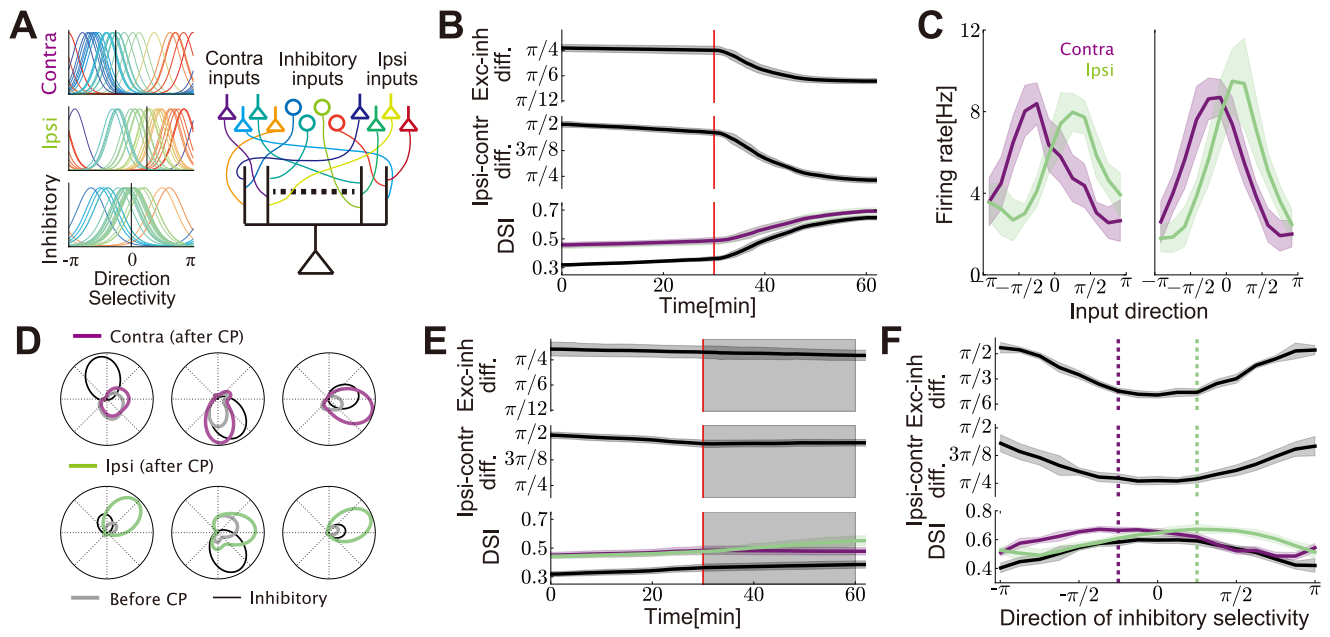 A
Contra
Ipsi
Inhibitory
-π 0 π
Direction
Selectivity
Contra inputs
Inhibitory inputs
Ipsi inputs
B
Exc-inh diff.
π/4
π/6
π/12
Ipsi-contr diff.
π/2
3π/8
π/4
DSI
0.7
0.5
0.3
0 20 40 60
Time[min]
C
Firing rate[Hz]
12
8
4
0
Contra
Ipsi
-π -π/2 0 π/2 π
-π -π/2 0 π/2 π
Input direction
D
Contra (after CP)
Ipsi (after CP)
Before CP
Inhibitory
E
Exc-inh diff.
π/4
π/6
π/12
Ipsi-contr diff.
π/2
3π/8
π/4
DSI
0.7
0.5
0.3
0 20 40 60
Time[min]
F
Exc-inh diff.
π/2
π/3
π/6
Ipsi-contr diff.
π/2
3π/8
π/4
DSI
0.8
0.6
0.4
-π -π/2 0 π/2 π
Direction of inhibitory selectivity